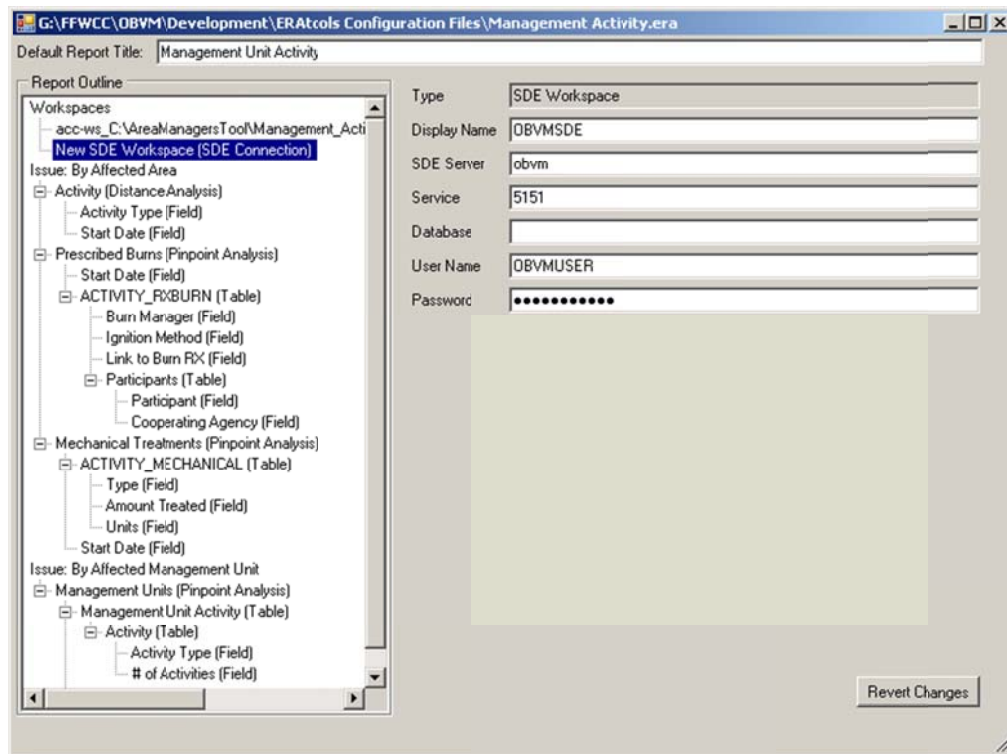 G:\FFWCC\OBVM\Development\ERAtools Configuration Files\Management Activity.era
Default Report Title: Management Unit Activity
Report Outline
Workspaces
acc-ws_C:\AreaManagersTool\Management_Acti
New SDE Workspace (SDE Connection)
Issue: By Affected Area
Activity (Distance Analysis)
Activity Type (Field)
Start Date (Field)
Prescribed Burns (Pinpoint Analysis)
Start Date (Field)
ACTIVITY_RXBURN (Table)
Burn Manager (Field)
Ignition Method (Field)
Link to Burn RX (Field)
Participants (Table)
Participant (Field)
Cooperating Agency (Field)
Mechanical Treatments (Pinpoint Analysis)
ACTIVITY_MECHANICAL (Table)
Type (Field)
Amount Treated (Field)
Units (Field)
Start Date (Field)
Issue: By Affected Management Unit
Management Units (Pinpoint Analysis)
Management Unit Activity (Table)
Activity (Table)
Activity Type (Field)
# of Activities (Field)
Type SDE Workspace
Display Name OBVMSDE
SDE Server obvm
Service 5151
Database
User Name OBVMUSER
Password ●●●●●●●●●●●
Revert Changes